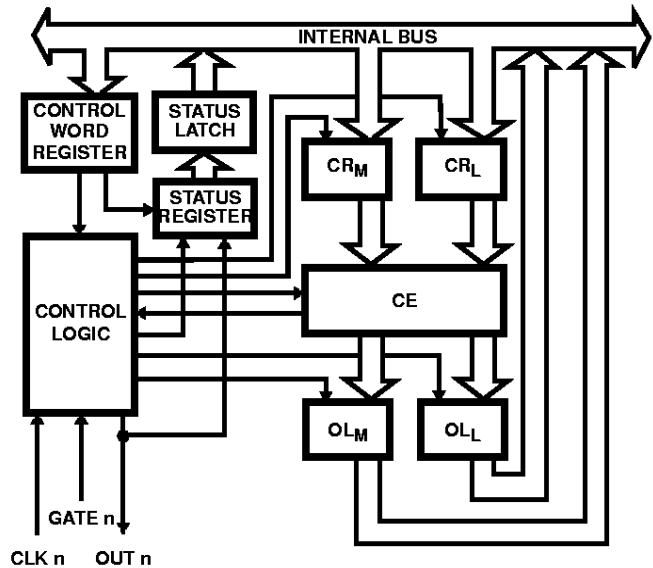 INTERNAL BUS
CONTROL
WORD
REGISTER
STATUS
LATCH
STATUS
REGISTER
CRM
CRL
CONTROL
LOGIC
CE
OLM
OLL
GATE n
CLK n
OUT n